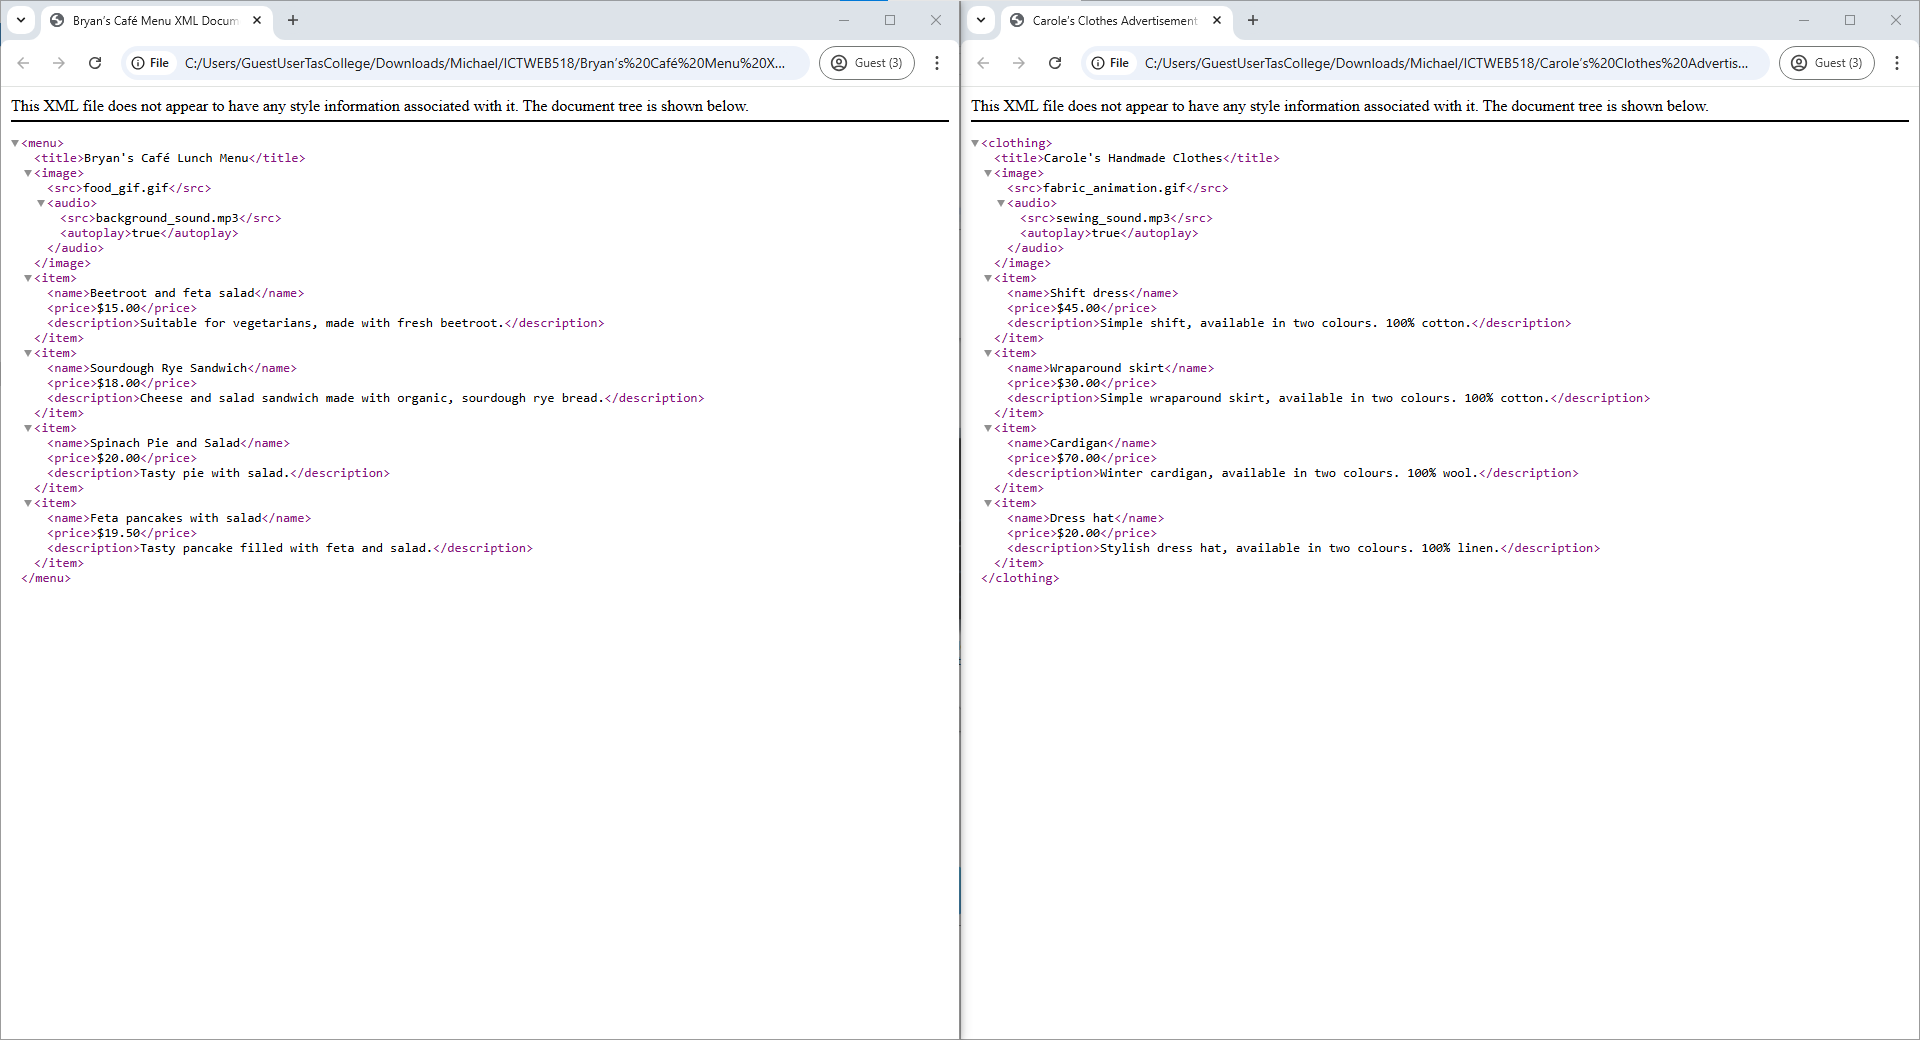 Bryan's Café Menu XML Docum
File
C:/Users/GuestUserTasCollege/Downloads/Michael/ICTWEB518/Bryan's%20Café%20Menu%20X...
Guest (3)
This XML file does not appear to have any style information associated with it. The document tree is shown below.
<menu>
<title>Bryan's Café Lunch Menu</title>
<image>
<src>food_gif.gif</src>
<audio>
<src>background_sound.mp3</src>
<autoplay>true</autoplay>
</audio>
</image>
<item>
<name>Beetroot and feta salad</name>
<price>$15.00</price>
<description>Suitable for vegetarians, made with fresh beetroot.</description>
</item>
<item>
<name>Sourdough Rye Sandwich</name>
<price>$18.00</price>
<description>Cheese and salad sandwich made with organic, sourdough rye bread.</description>
</item>
<item>
<name>Spinach Pie and Salad</name>
<price>$20.00</price>
<description>Tasty pie with salad.</description>
</item>
<item>
<name>Feta pancakes with salad</name>
<price>$19.50</price>
<description>Tasty pancake filled with feta and salad.</description>
</item>
</menu>
Carole's Clothes Advertisement
File
C:/Users/GuestUserTasCollege/Downloads/Michael/ICTWEB518/Carole's%20Clothes%20Advertis...
Guest (3)
This XML file does not appear to have any style information associated with it. The document tree is shown below.
<clothing>
<title>Carole's Handmade Clothes</title>
<image>
<src>fabric_animation.gif</src>
<audio>
<src>sewing_sound.mp3</src>
<autoplay>true</autoplay>
</audio>
</image>
<item>
<name>Shift dress</name>
<price>$45.00</price>
<description>Simple shift, available in two colours. 100% cotton.</description>
</item>
<item>
<name>Wraparound skirt</name>
<price>$30.00</price>
<description>Simple wraparound skirt, available in two colours. 100% cotton.</description>
</item>
<item>
<name>Cardigan</name>
<price>$70.00</price>
<description>Winter cardigan, available in two colours. 100% wool.</description>
</item>
<item>
<name>Dress hat</name>
<price>$20.00</price>
<description>Stylish dress hat, available in two colours. 100% linen.</description>
</item>
</clothing>